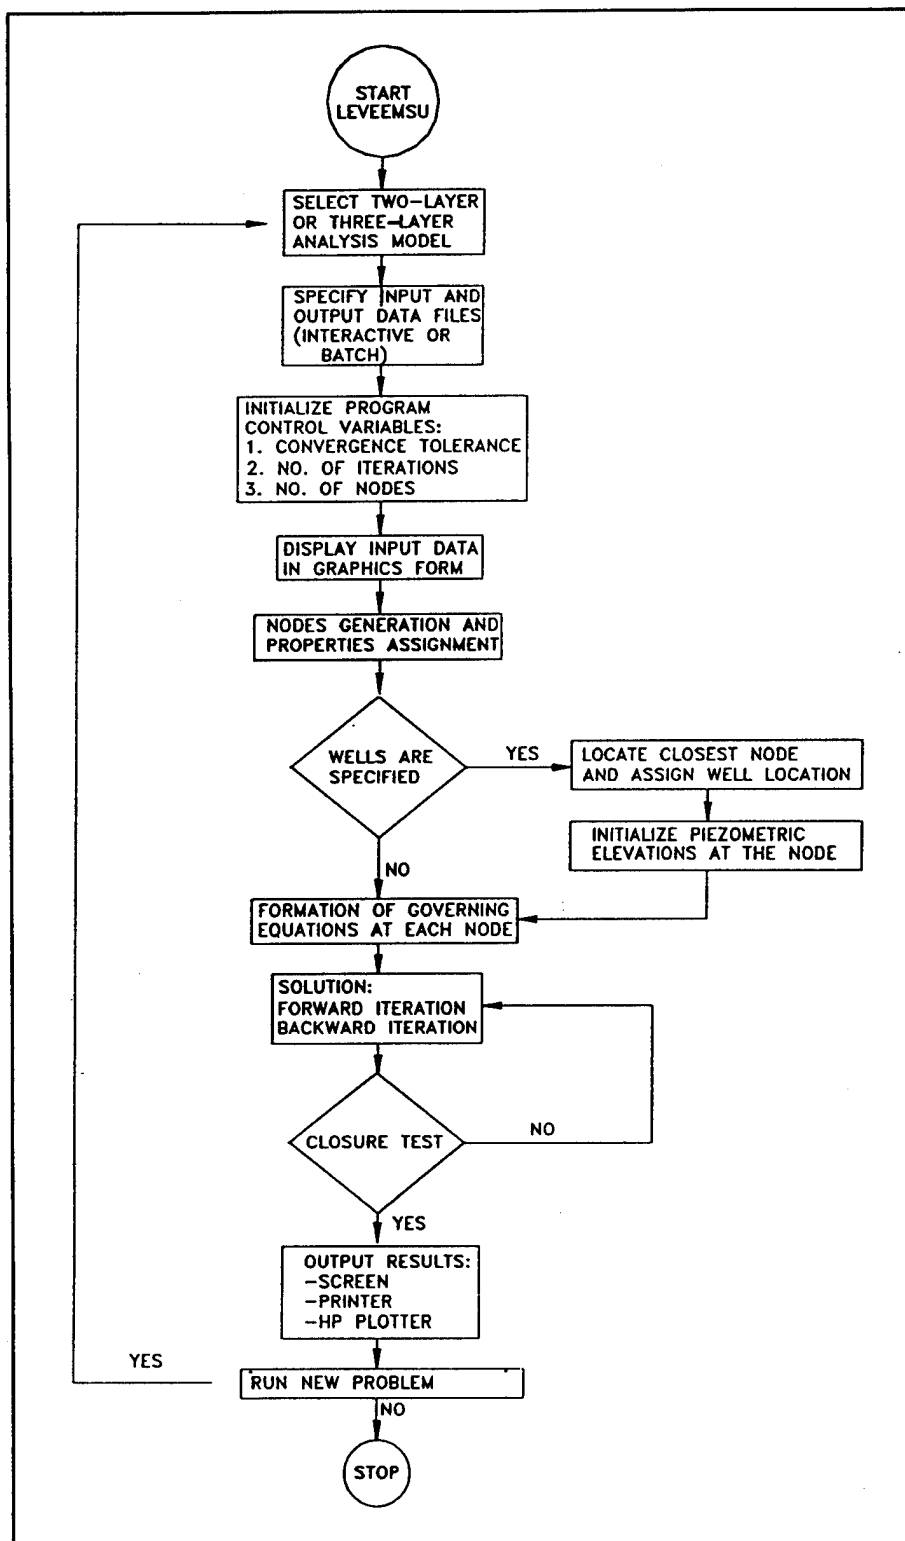 START
LEVEEMSU
SELECT TWO-LAYER
OR THREE-LAYER
ANALYSIS MODEL
SPECIFY INPUT AND
OUTPUT DATA FILES
(INTERACTIVE OR
BATCH)
INITIALIZE PROGRAM
CONTROL VARIABLES:
1. CONVERGENCE TOLERANCE
2. NO. OF ITERATIONS
3. NO. OF NODES
DISPLAY INPUT DATA
IN GRAPHICS FORM
NODES GENERATION AND
PROPERTIES ASSIGNMENT
WELLS ARE
SPECIFIED
YES
LOCATE CLOSEST NODE
AND ASSIGN WELL LOCATION
INITIALIZE PIEZOMETRIC
ELEVATIONS AT THE NODE
NO
FORMATION OF GOVERNING
EQUATIONS AT EACH NODE
SOLUTION:
FORWARD ITERATION
BACKWARD ITERATION
CLOSURE TEST
NO
YES
OUTPUT RESULTS:
-SCREEN
-PRINTER
-HP PLOTTER
YES
RUN NEW PROBLEM
NO
STOP